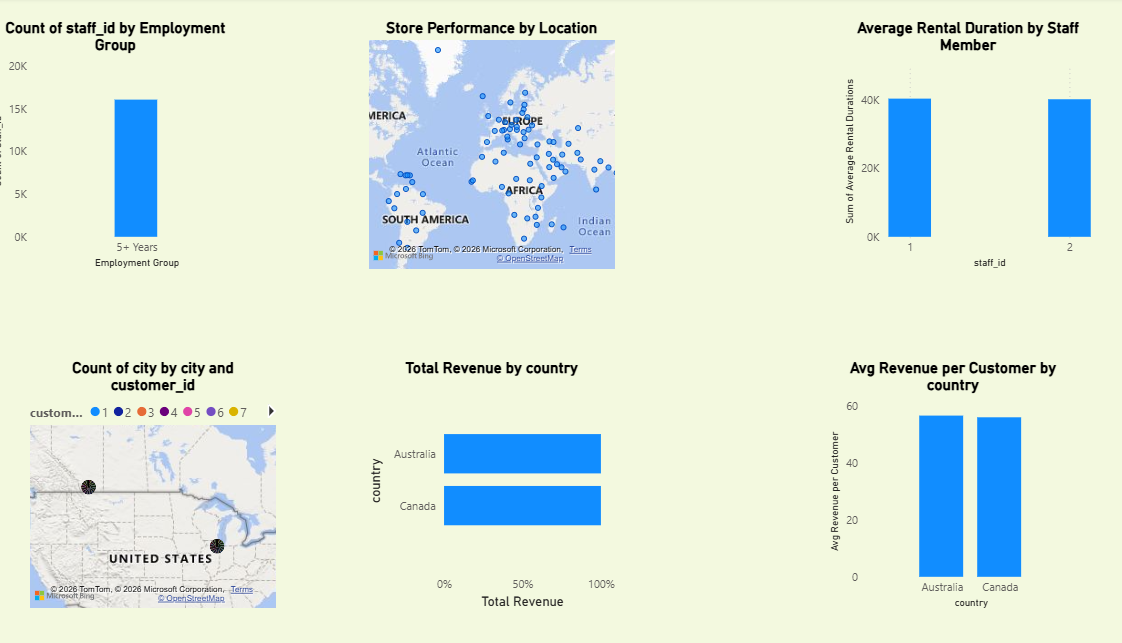 Count of staff_id by Employment
Group
20K
15K
10K
5K
0K
5+ Years
Employment Group
Store Performance by Location
MERICA
EUROPE
Atlantic
Ocean
AFRICA
SOUTH AMERICA
Indian
Ocean
© 2026 TomTom, © 2026 Microsoft Corporation, Terms
Microsoft Bing
© OpenStreetMap
Average Rental Duration by Staff
Member
Sum of Average Rental Durations
40K
20K
0K
1
2
staff_id
Count of city by city and
customer_id
custom... 1 2 3 4 5 6 7
UNITED STATES
© 2026 TomTom, © 2026 Microsoft Corporation, Terms
Microsoft Bing
© OpenStreetMap
Total Revenue by country
country
Australia
Canada
0% 50% 100%
Total Revenue
Avg Revenue per Customer by
country
Avg Revenue per Customer
60
40
20
0
Australia Canada
country